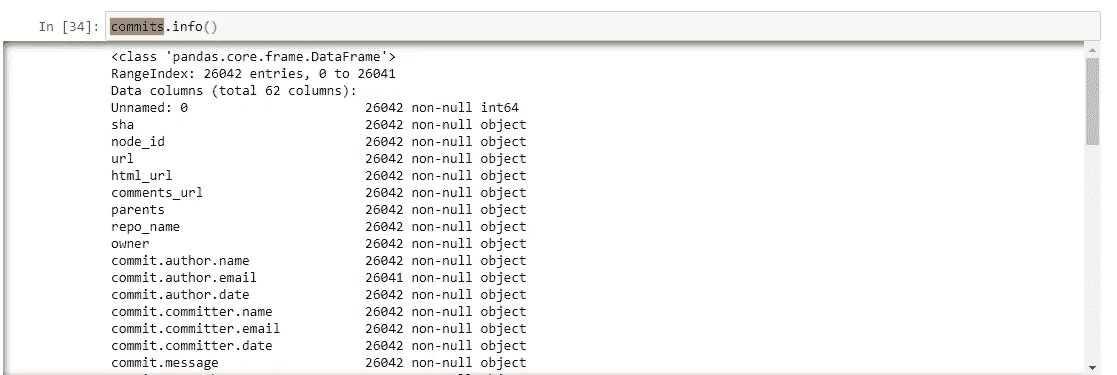 In [34]: commits.info()
<class 'pandas.core.frame.DataFrame'>
RangeIndex: 26042 entries, 0 to 26041
Data columns (total 62 columns):
Unnamed: 0 26042 non-null int64
sha 26042 non-null object
node_id 26042 non-null object
url 26042 non-null object
html_url 26042 non-null object
comments_url 26042 non-null object
parents 26042 non-null object
repo_name 26042 non-null object
owner 26042 non-null object
commit.author.name 26042 non-null object
commit.author.email 26041 non-null object
commit.author.date 26042 non-null object
commit.committer.name 26042 non-null object
commit.committer.email 26042 non-null object
commit.committer.date 26042 non-null object
commit.message 26042 non-null object